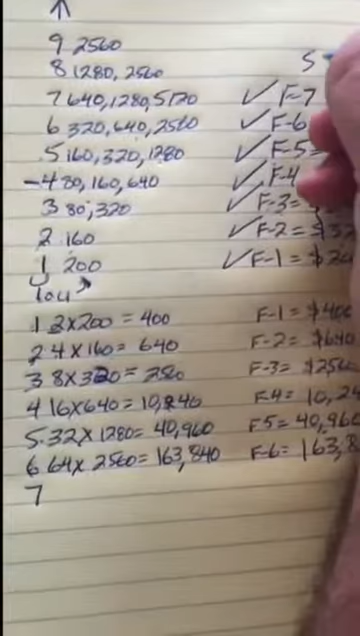 9 2560
8 1280, 2560
S
7 640, 1280, 5120 ✓ F-7
6 320, 640, 2560 ✓ F-6
5 160, 320, 1280 ✓ F-5 =
-4 80, 160, 640 ✓ F-4
3 80, 320 ✓ F-3 = $
2 160 ✓ F-2 = $32
1 200 ✓ F-1 = $20
1 2x200 = 400 F-1 = $400
2 4x160 = 640 F-2 = $640
3 8x320 = 2560 F-3 = $2560
4 16x640 = 10,240 F-4 = 10,24
5. 32x1280 = 40,960 F5 = 40,960
6 64x2560 = 163,840 F-6 = 163,8
7